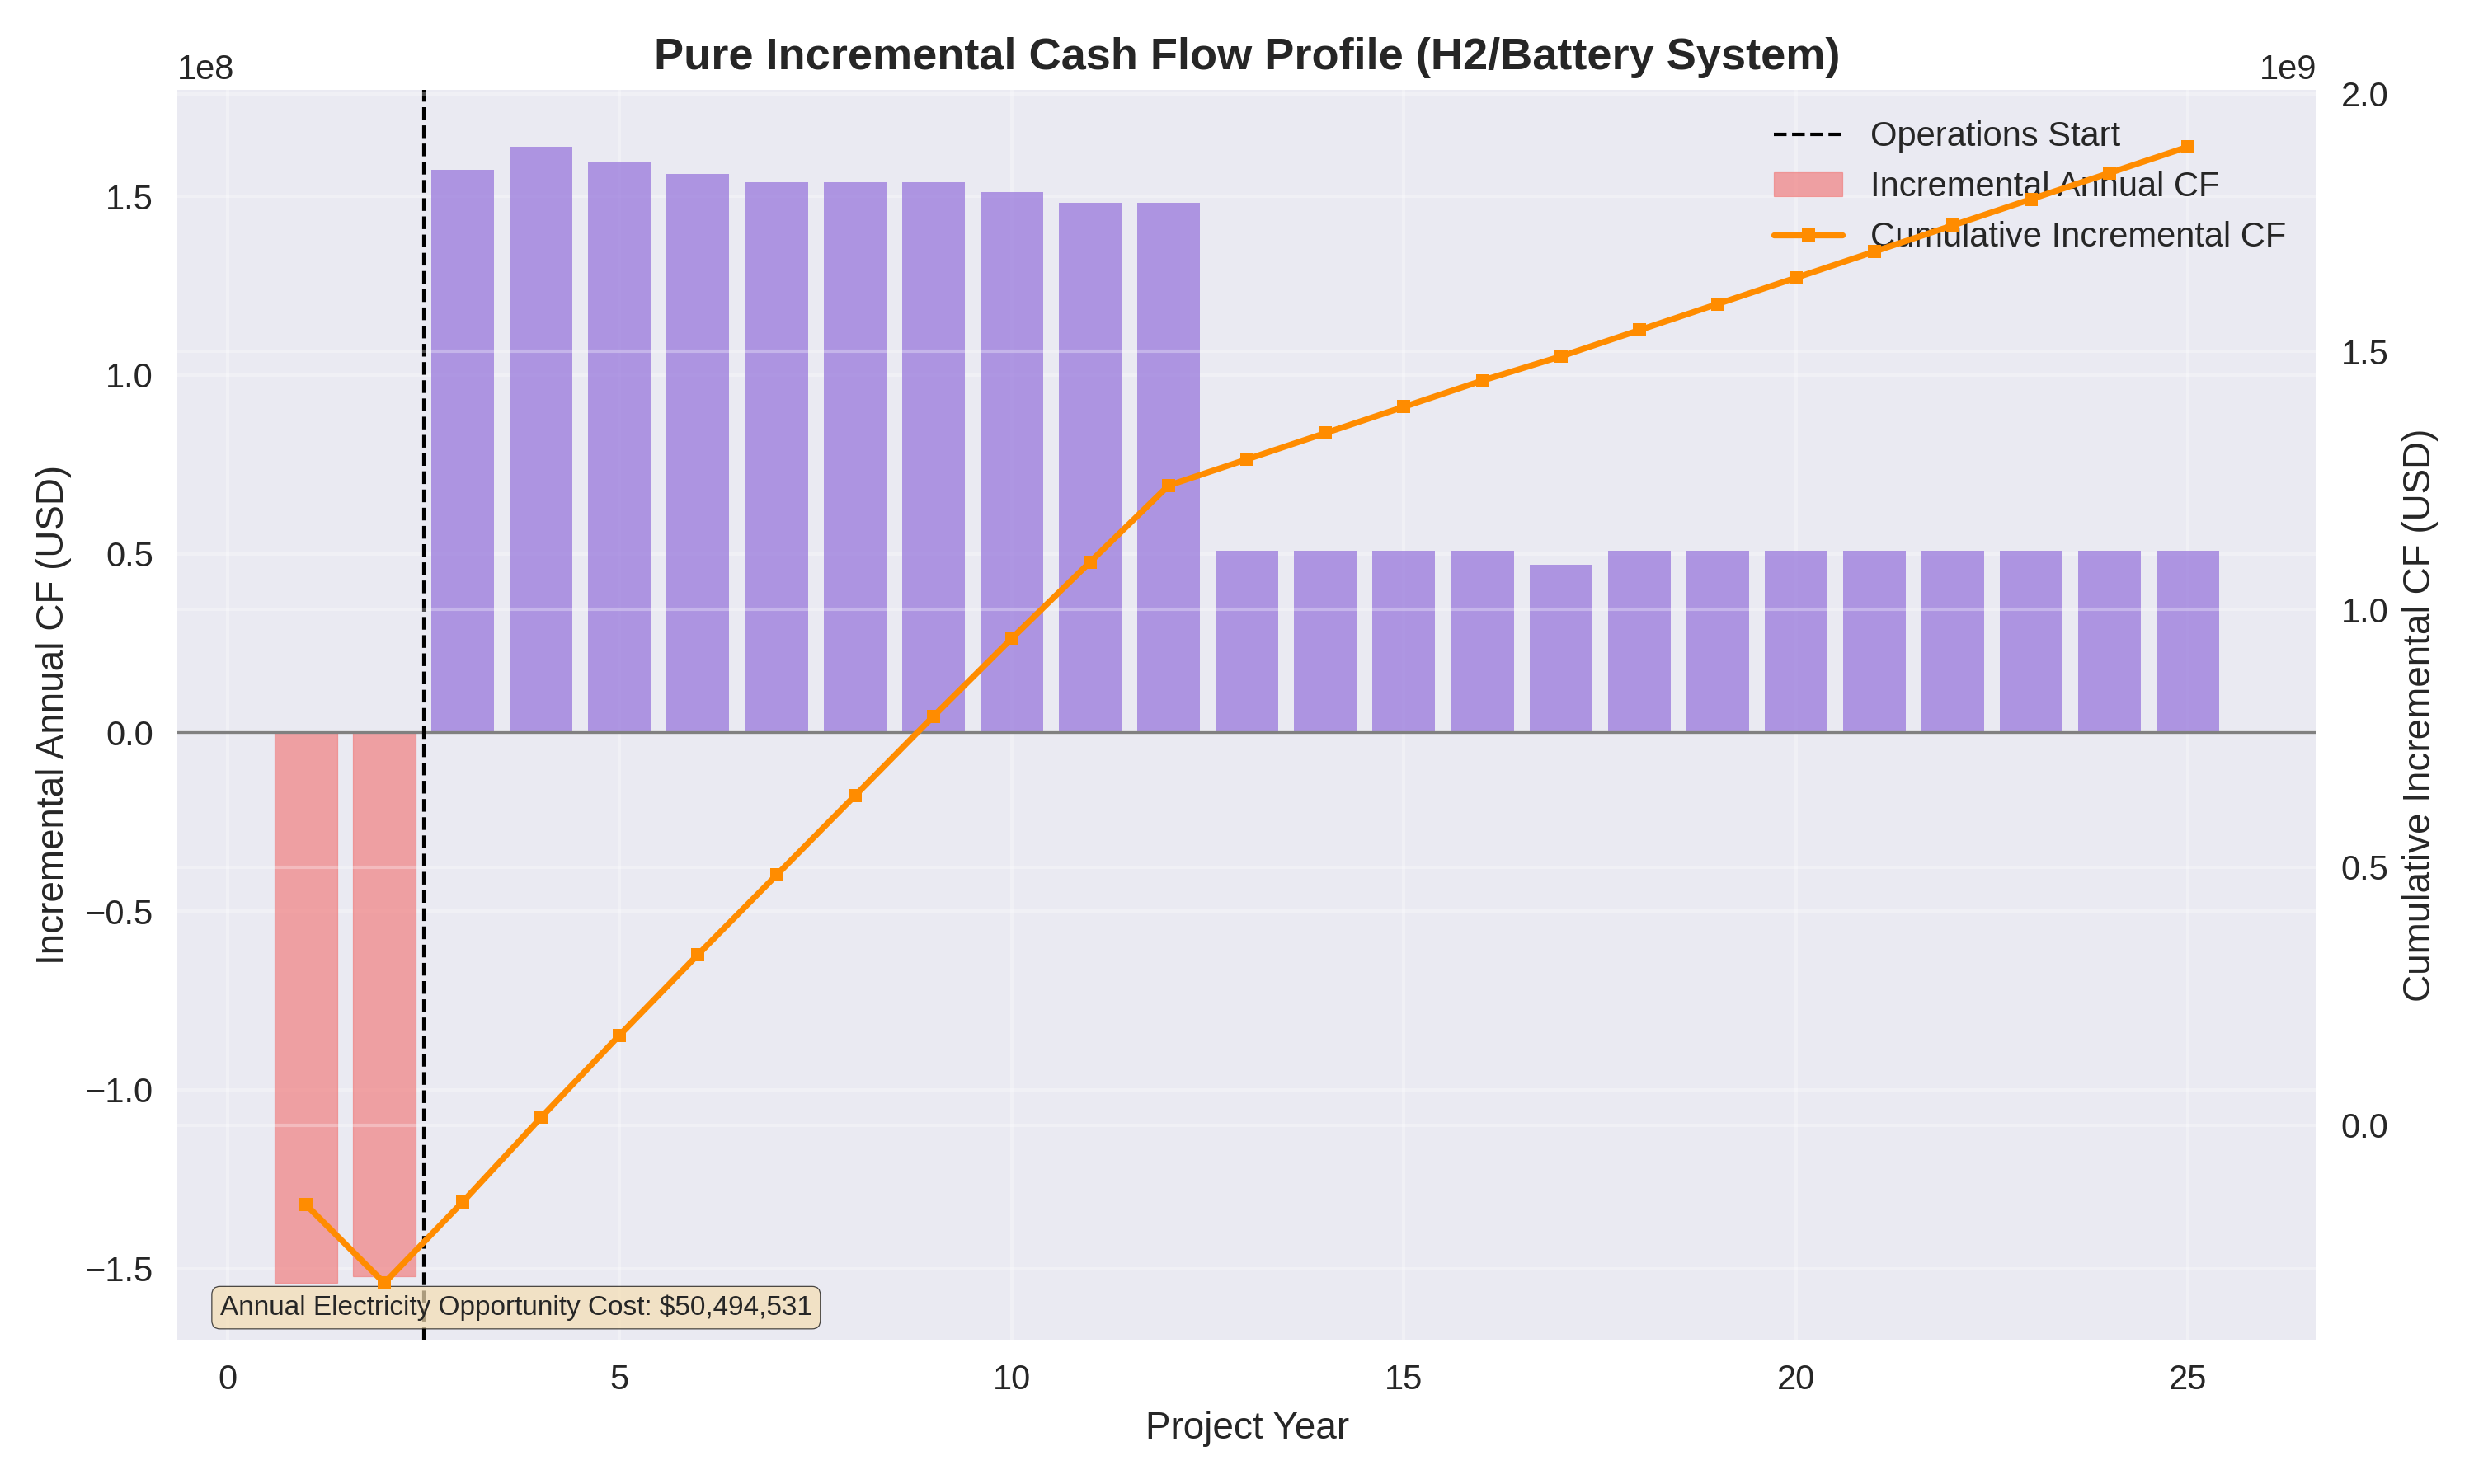 Pure Incremental Cash Flow Profile (H2/Battery System)
1e8
1e9
Operations Start
Incremental Annual CF
Cumulative Incremental CF
Incremental Annual CF (USD)
1.5
1.0
0.5
0.0
−0.5
−1.0
−1.5
2.0
1.5
1.0
0.5
0.0
Cumulative Incremental CF (USD)
Annual Electricity Opportunity Cost: $50,494,531
0
5
10
15
20
25
Project Year